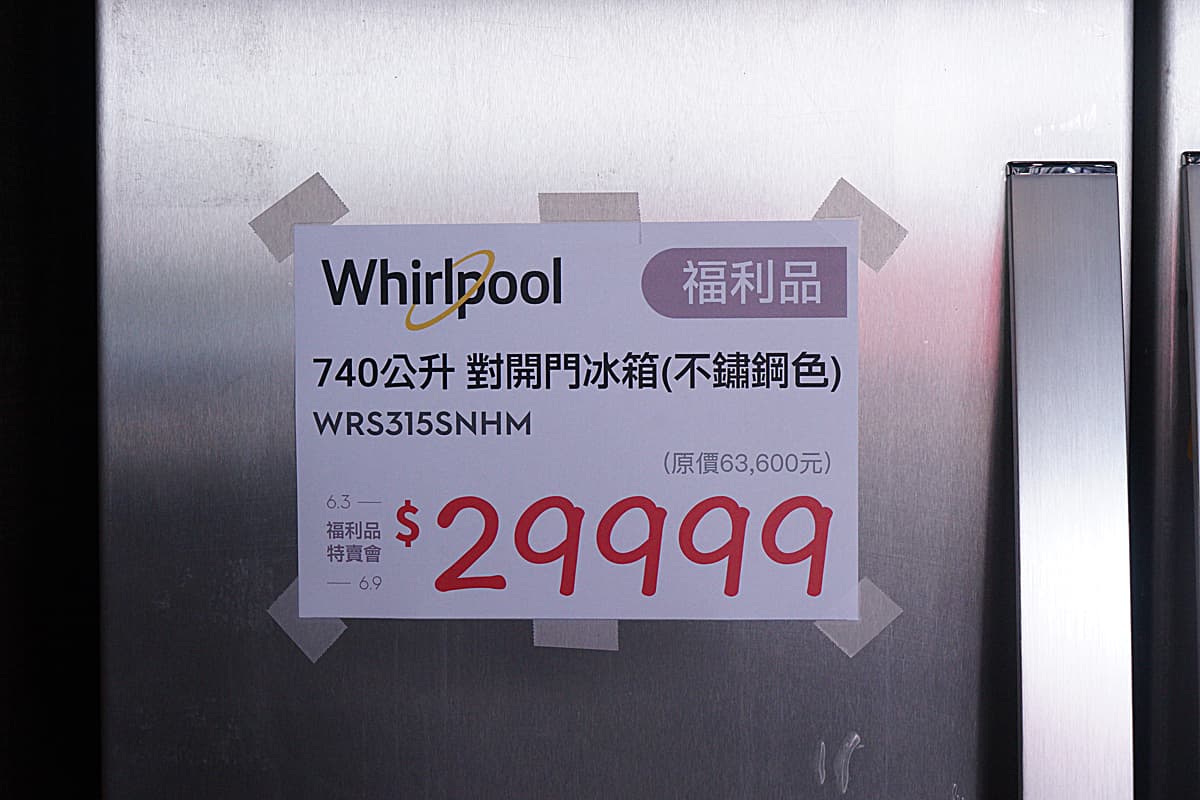 Whirlpool
福利品
740公升 對開門冰箱(不鏽鋼色)
WRS315SNHM
(原價63,600元)
6.3 —
福利品
特賣會
— 6.9
$29999